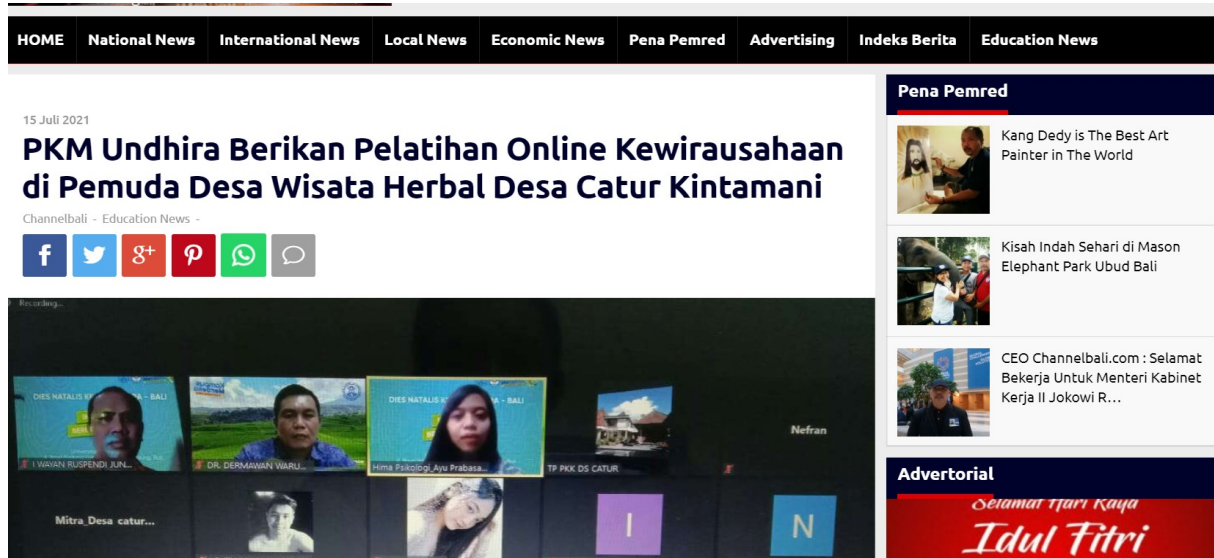 HOME National News International News Local News Economic News Pena Pemred Advertising Indeks Berita Education News
15 Juli 2021
PKM Undhira Berikan Pelatihan Online Kewirausahaan
di Pemuda Desa Wisata Herbal Desa Catur Kintamani
Channelbali - Education News -
Recording...
DIES NATALIS
- BALI
I WAYAN RUSPENDI JUN...
DR. DERMAWAN WARU...
DIES NATALIS
A - BALI
Hima Psikologi_Ayu Prabasa...
TP PKK DS CATUR
Nefran
Mitra_Desa catur...
I
N
Pena Pemred
Kang Dedy is The Best Art
Painter in The World
Kisah Indah Sehari di Mason
Elephant Park Ubud Bali
CEO Channelbali.com : Selamat
Bekerja Untuk Menteri Kabinet
Kerja II Jokowi R...
Advertorial
Selamat Hari Raya
Idul Fitri